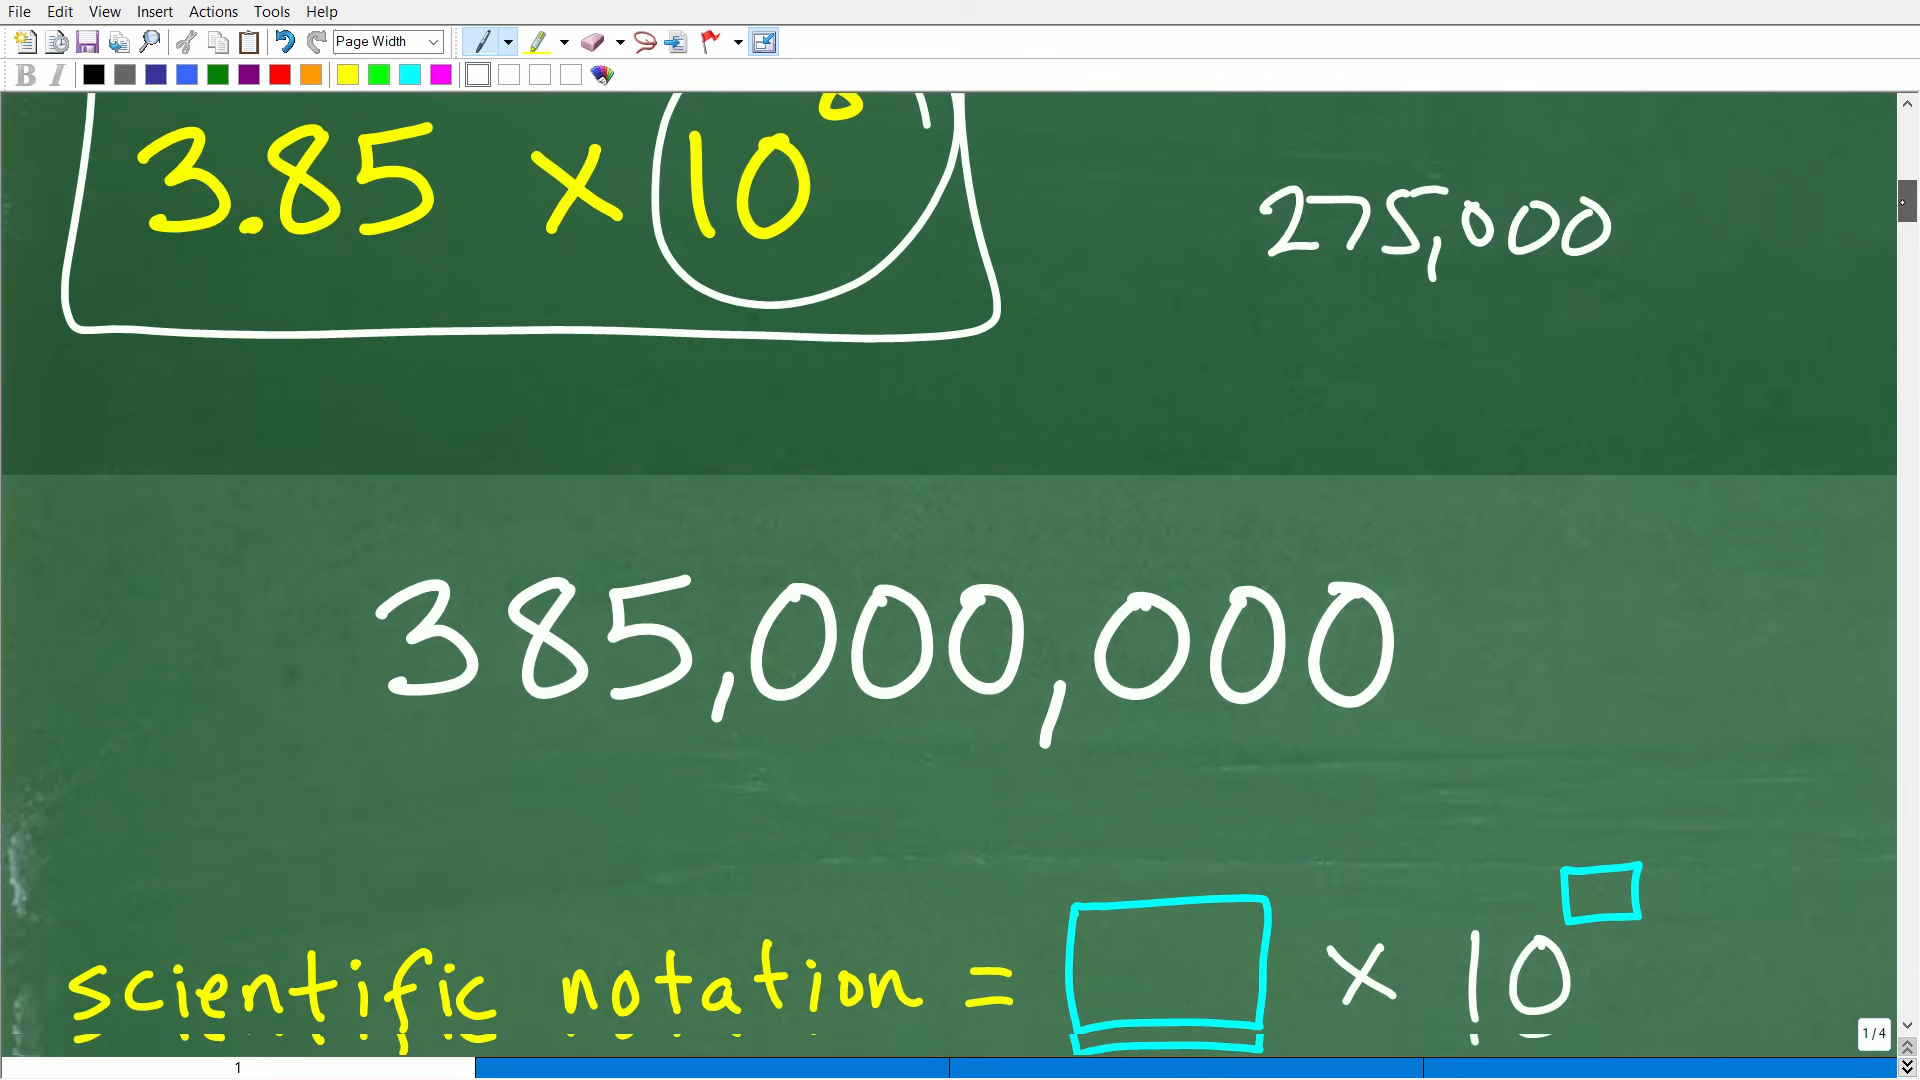 File Edit View Insert Actions Tools Help
Page Width
B I
3.85 x 10
275,000
385,000,000
scientific notation = x 10
1 / 4
1